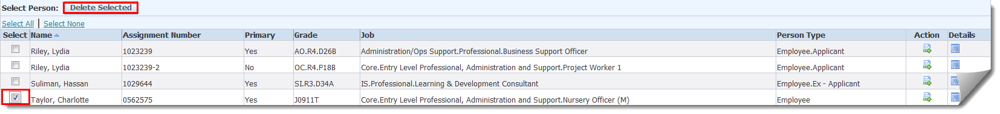 Select Person: Delete Selected
Select All | Select None
Select Name Assignment Number Primary Grade Job Person Type Action Details
Riley, Lydia 1023239 Yes AO.R4.D26B Administration/Ops Support.Professional.Business Support Officer Employee.Applicant
Riley, Lydia 1023239-2 No OC.R4.P18B Core.Entry Level Professional, Administration and Support.Project Worker 1 Employee.Applicant
Suliman, Hassan 1029644 Yes SI.R3.D34A IS.Professional.Learning & Development Consultant Employee.Ex - Applicant
Taylor, Charlotte 0562575 Yes J0911T Core.Entry Level Professional, Administration and Support.Nursery Officer (M) Employee